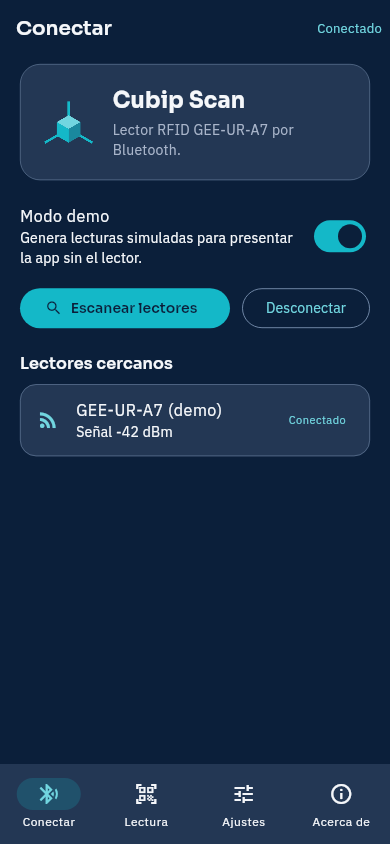 Conectar
Conectado
Cubip Scan
Lector RFID GEE-UR-A7 por
Bluetooth.
Modo demo
Genera lecturas simuladas para presentar
la app sin el lector.
Escanear lectores
Desconectar
Lectores cercanos
GEE-UR-A7 (demo)
Señal -42 dBm
Conectado
Conectar
Lectura
Ajustes
Acerca de